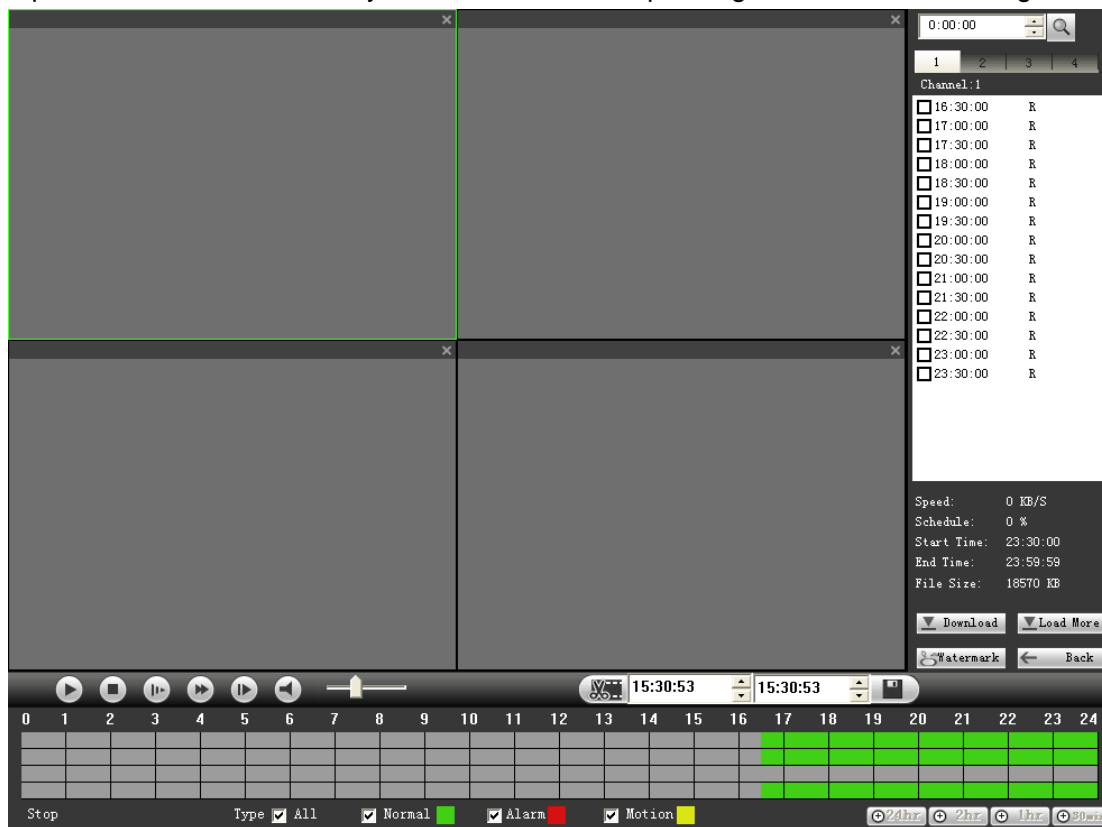 0:00:00
1 2 3 4
Channel:1
16:30:00 R
17:00:00 R
17:30:00 R
18:00:00 R
18:30:00 R
19:00:00 R
19:30:00 R
20:00:00 R
20:30:00 R
21:00:00 R
21:30:00 R
22:00:00 R
22:30:00 R
23:00:00 R
23:30:00 R
Speed: 0 KB/S
Schedule: 0 %
Start Time: 23:30:00
End Time: 23:59:59
File Size: 18570 KB
Download Load More
Watermark Back
15:30:53 15:30:53
0 1 2 3 4 5 6 7 8 9 10 11 12 13 14 15 16 17 18 19 20 21 22 23 24
Stop Type All Normal Alarm Motion 24hr 2hr 1hr 30min